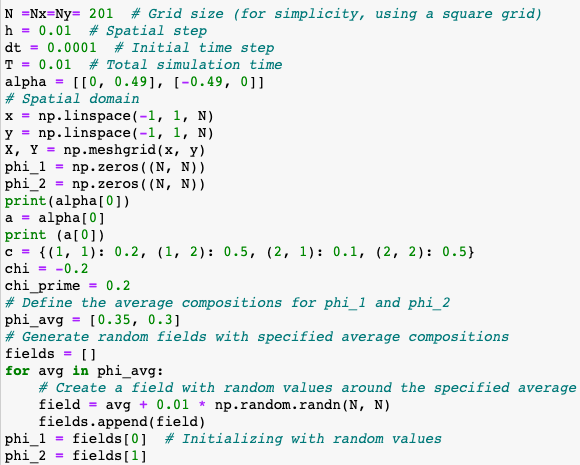 N =Nx=Ny= 201  # Grid size (for simplicity, using a square grid)
h = 0.01  # Spatial step
dt = 0.0001  # Initial time step
T = 0.01  # Total simulation time
alpha = [[0, 0.49], [-0.49, 0]]
# Spatial domain
x = np.linspace(-1, 1, N)
y = np.linspace(-1, 1, N)
X, Y = np.meshgrid(x, y)
phi_1 = np.zeros((N, N))
phi_2 = np.zeros((N, N))
print(alpha[0])
a = alpha[0]
print (a[0])
c = {(1, 1): 0.2, (1, 2): 0.5, (2, 1): 0.1, (2, 2): 0.5}
chi = -0.2
chi_prime = 0.2
# Define the average compositions for phi_1 and phi_2
phi_avg = [0.35, 0.3]
# Generate random fields with specified average compositions
fields = []
for avg in phi_avg:
    # Create a field with random values around the specified average
    field = avg + 0.01 * np.random.randn(N, N)
    fields.append(field)
phi_1 = fields[0]  # Initializing with random values
phi_2 = fields[1]